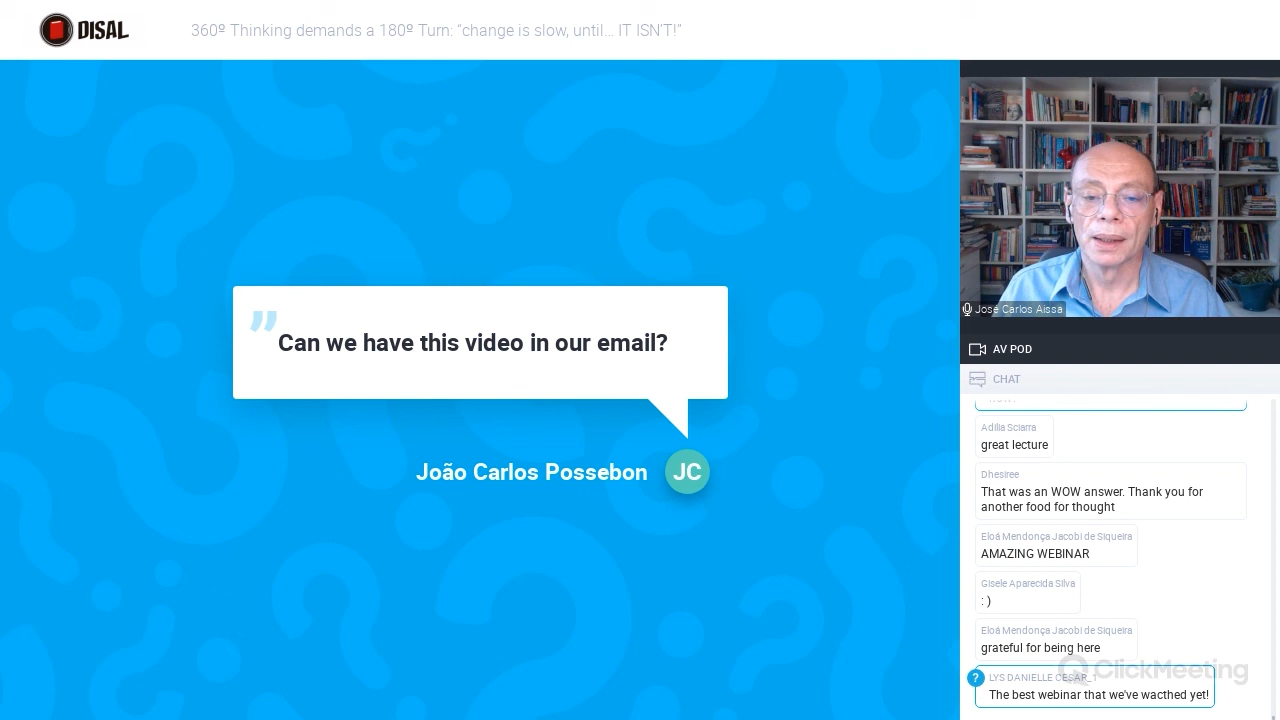 DISAL
360º Thinking demands a 180º Turn: “change is slow, until... IT ISN'T!”
Can we have this video in our email?
João Carlos Possebon
JC
José Carlos Aissa
AV POD
CHAT
Adília Sciarra
great lecture
Dhesiree
That was an WOW answer. Thank you for
another food for thought
Eloá Mendonça Jacobi de Siqueira
AMAZING WEBINAR
Gisele Aparecida Silva
: )
Eloá Mendonça Jacobi de Siqueira
grateful for being here
ClickMeeting
?
LYS DANIELLE CESAR_1
The best webinar that we've wacthed yet!